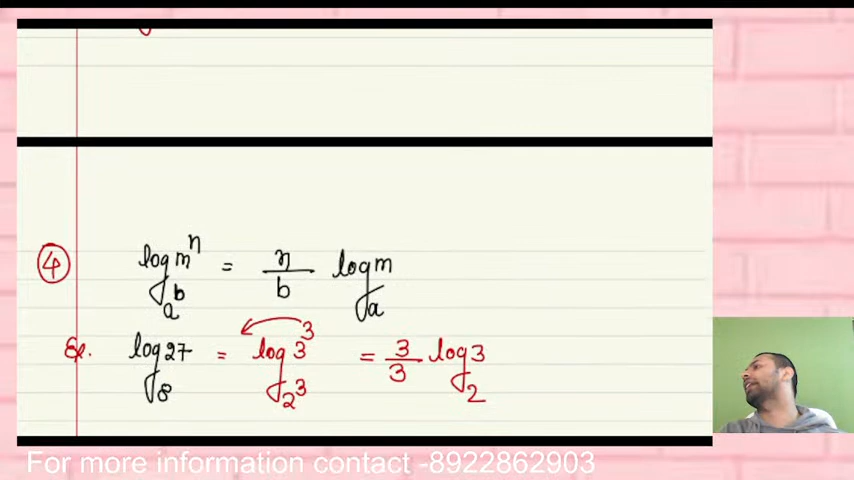 ④ log_{a^b} m^n = n/b log_a m
Ex. log_8 27 = log_{2^3} 3^3 = 3/3 log_2 3
For more information contact -8922862903